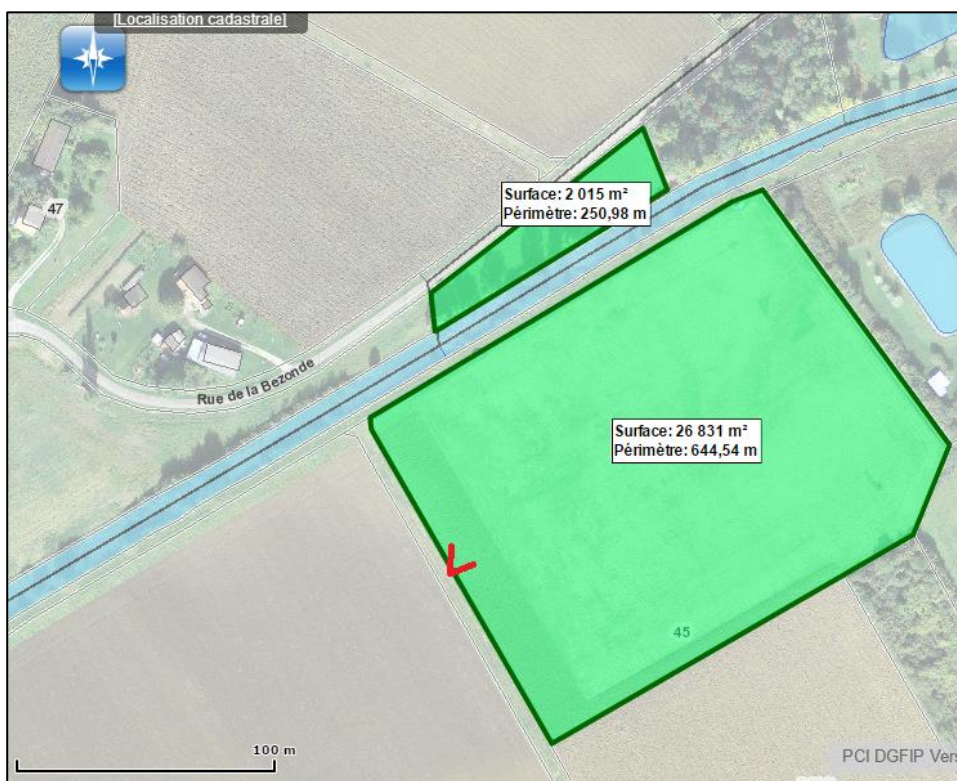 [Localisation cadastrale]
Surface: 2 015 m²
Périmètre: 250,98 m
47
Rue de la Bezonde
Surface: 26 831 m²
Périmètre: 644,54 m
45
100 m
PCI DGFIP Vers